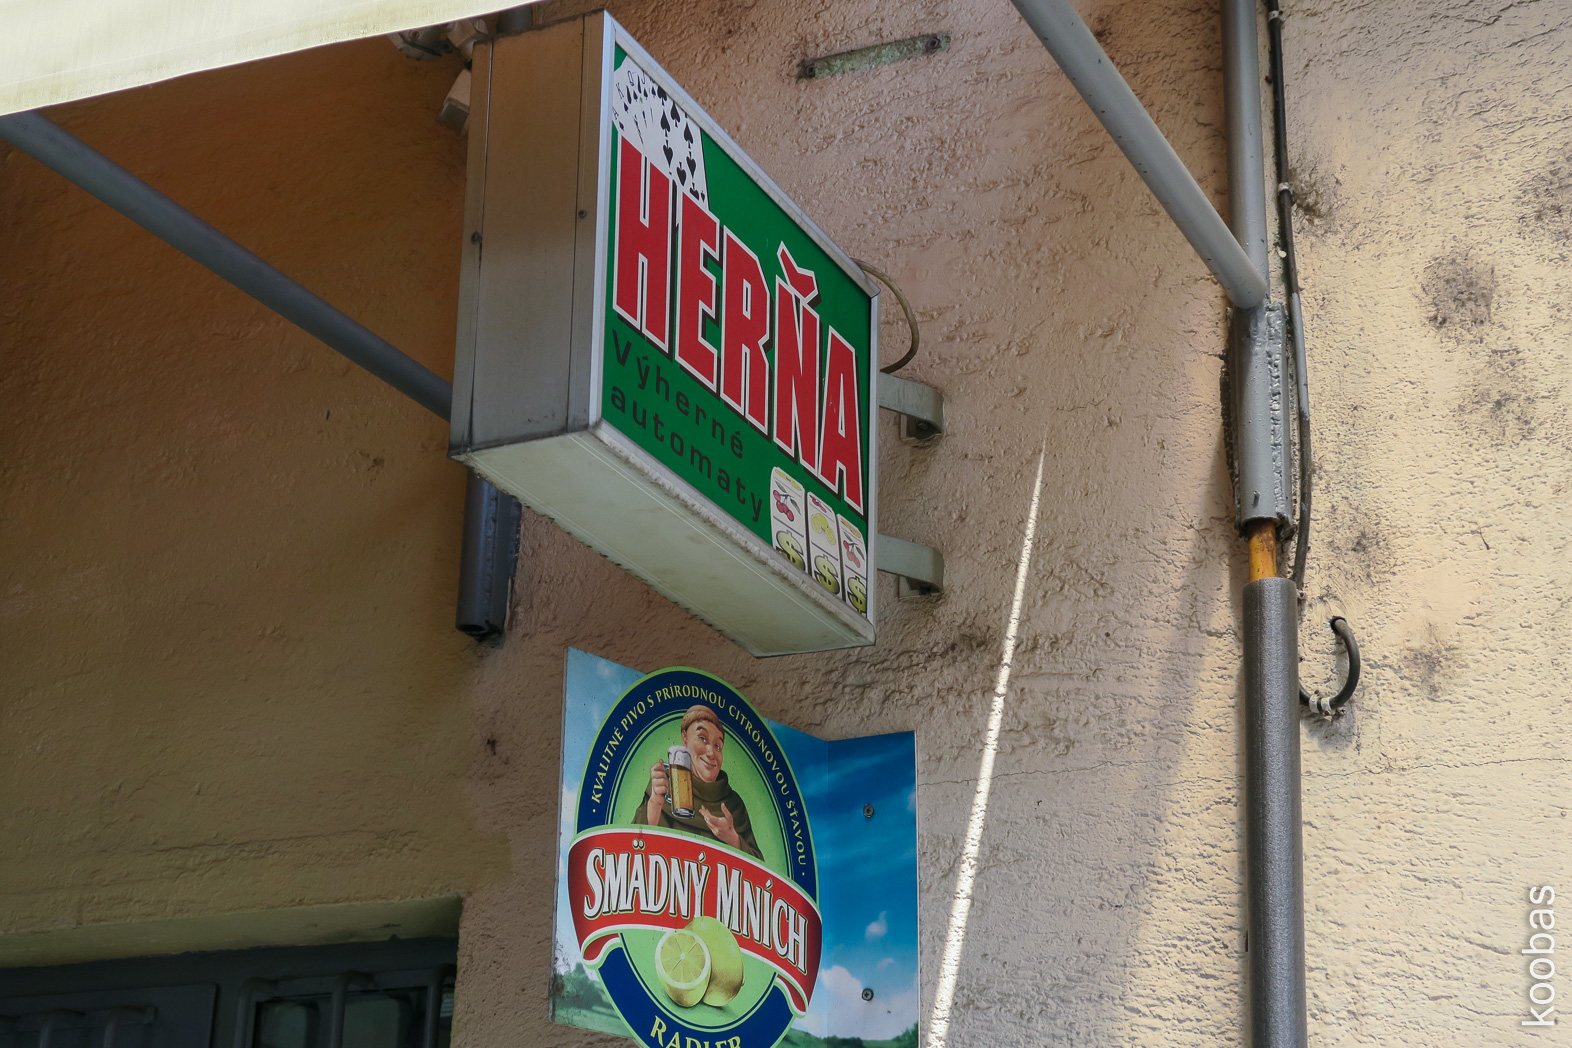 HERŇA
Výherné
automaty
$ $ $
· KVALITNÉ PIVO S PRÍRODNOU CITRÓNOVOU ŠŤAVOU ·
SMÄDNÝ MNÍCH
RADLER
koobas